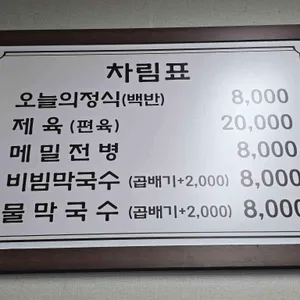 차림표
오늘의정식(백반) 8,000
제육(편육) 20,000
메밀전병 8,000
비빔막국수 (곱배기+2,000) 8,000
물막국수 (곱배기+2,000) 8,000